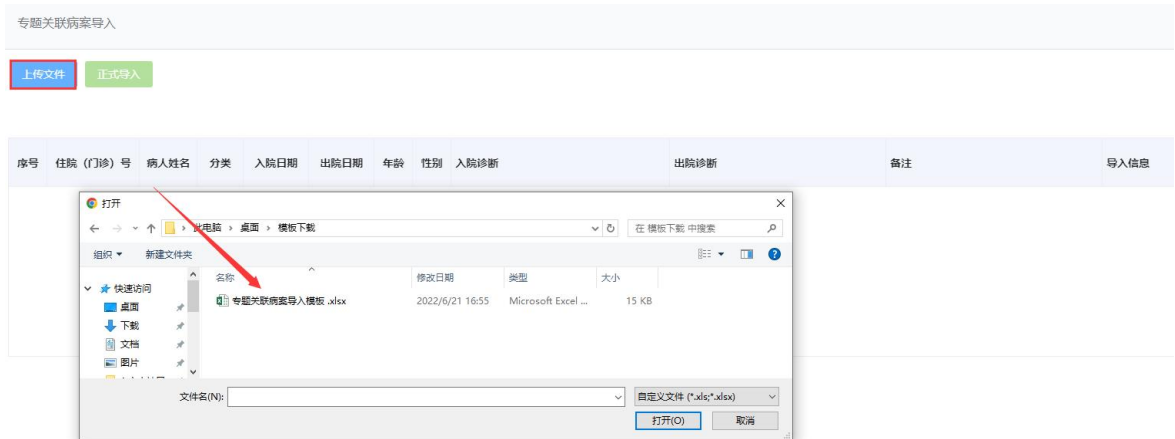 专题关联病案导入
上传文件 正式导入
序号 住院（门诊）号 病人姓名 分类 入院日期 出院日期 年龄 性别 入院诊断 出院诊断 备注 导入信息
打开
此电脑 › 桌面 › 模板下载 在 模板下载 中搜索
组织 新建文件夹
名称 修改日期 类型 大小
快速访问
专题关联病案导入模板 .xlsx 2022/6/21 16:55 Microsoft Excel ... 15 KB
桌面
下载
文档
图片
文件名(N): 自定义文件 (*.xls;*.xlsx)
打开(O) 取消